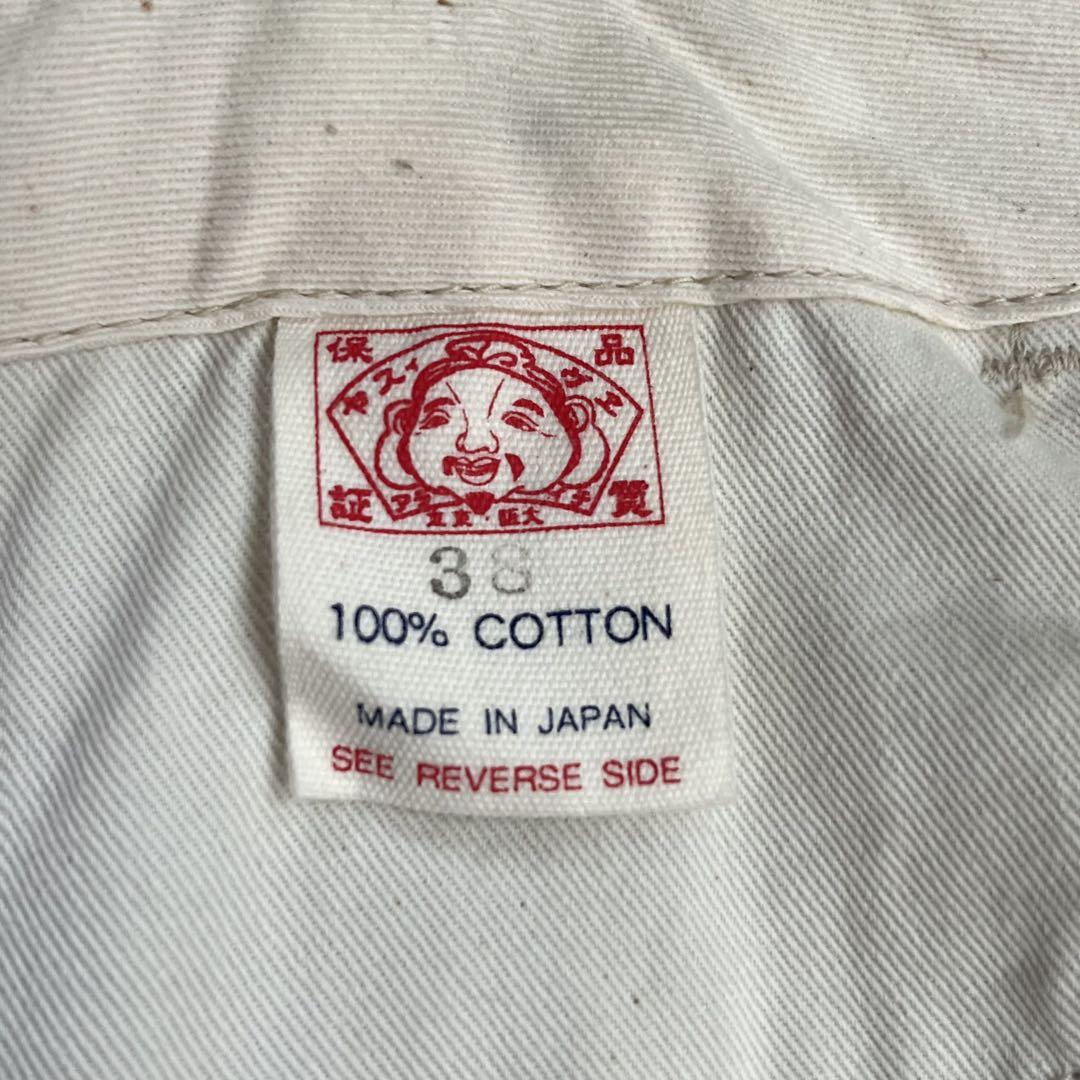 品質
保証
38
100% COTTON
MADE IN JAPAN
SEE REVERSE SIDE